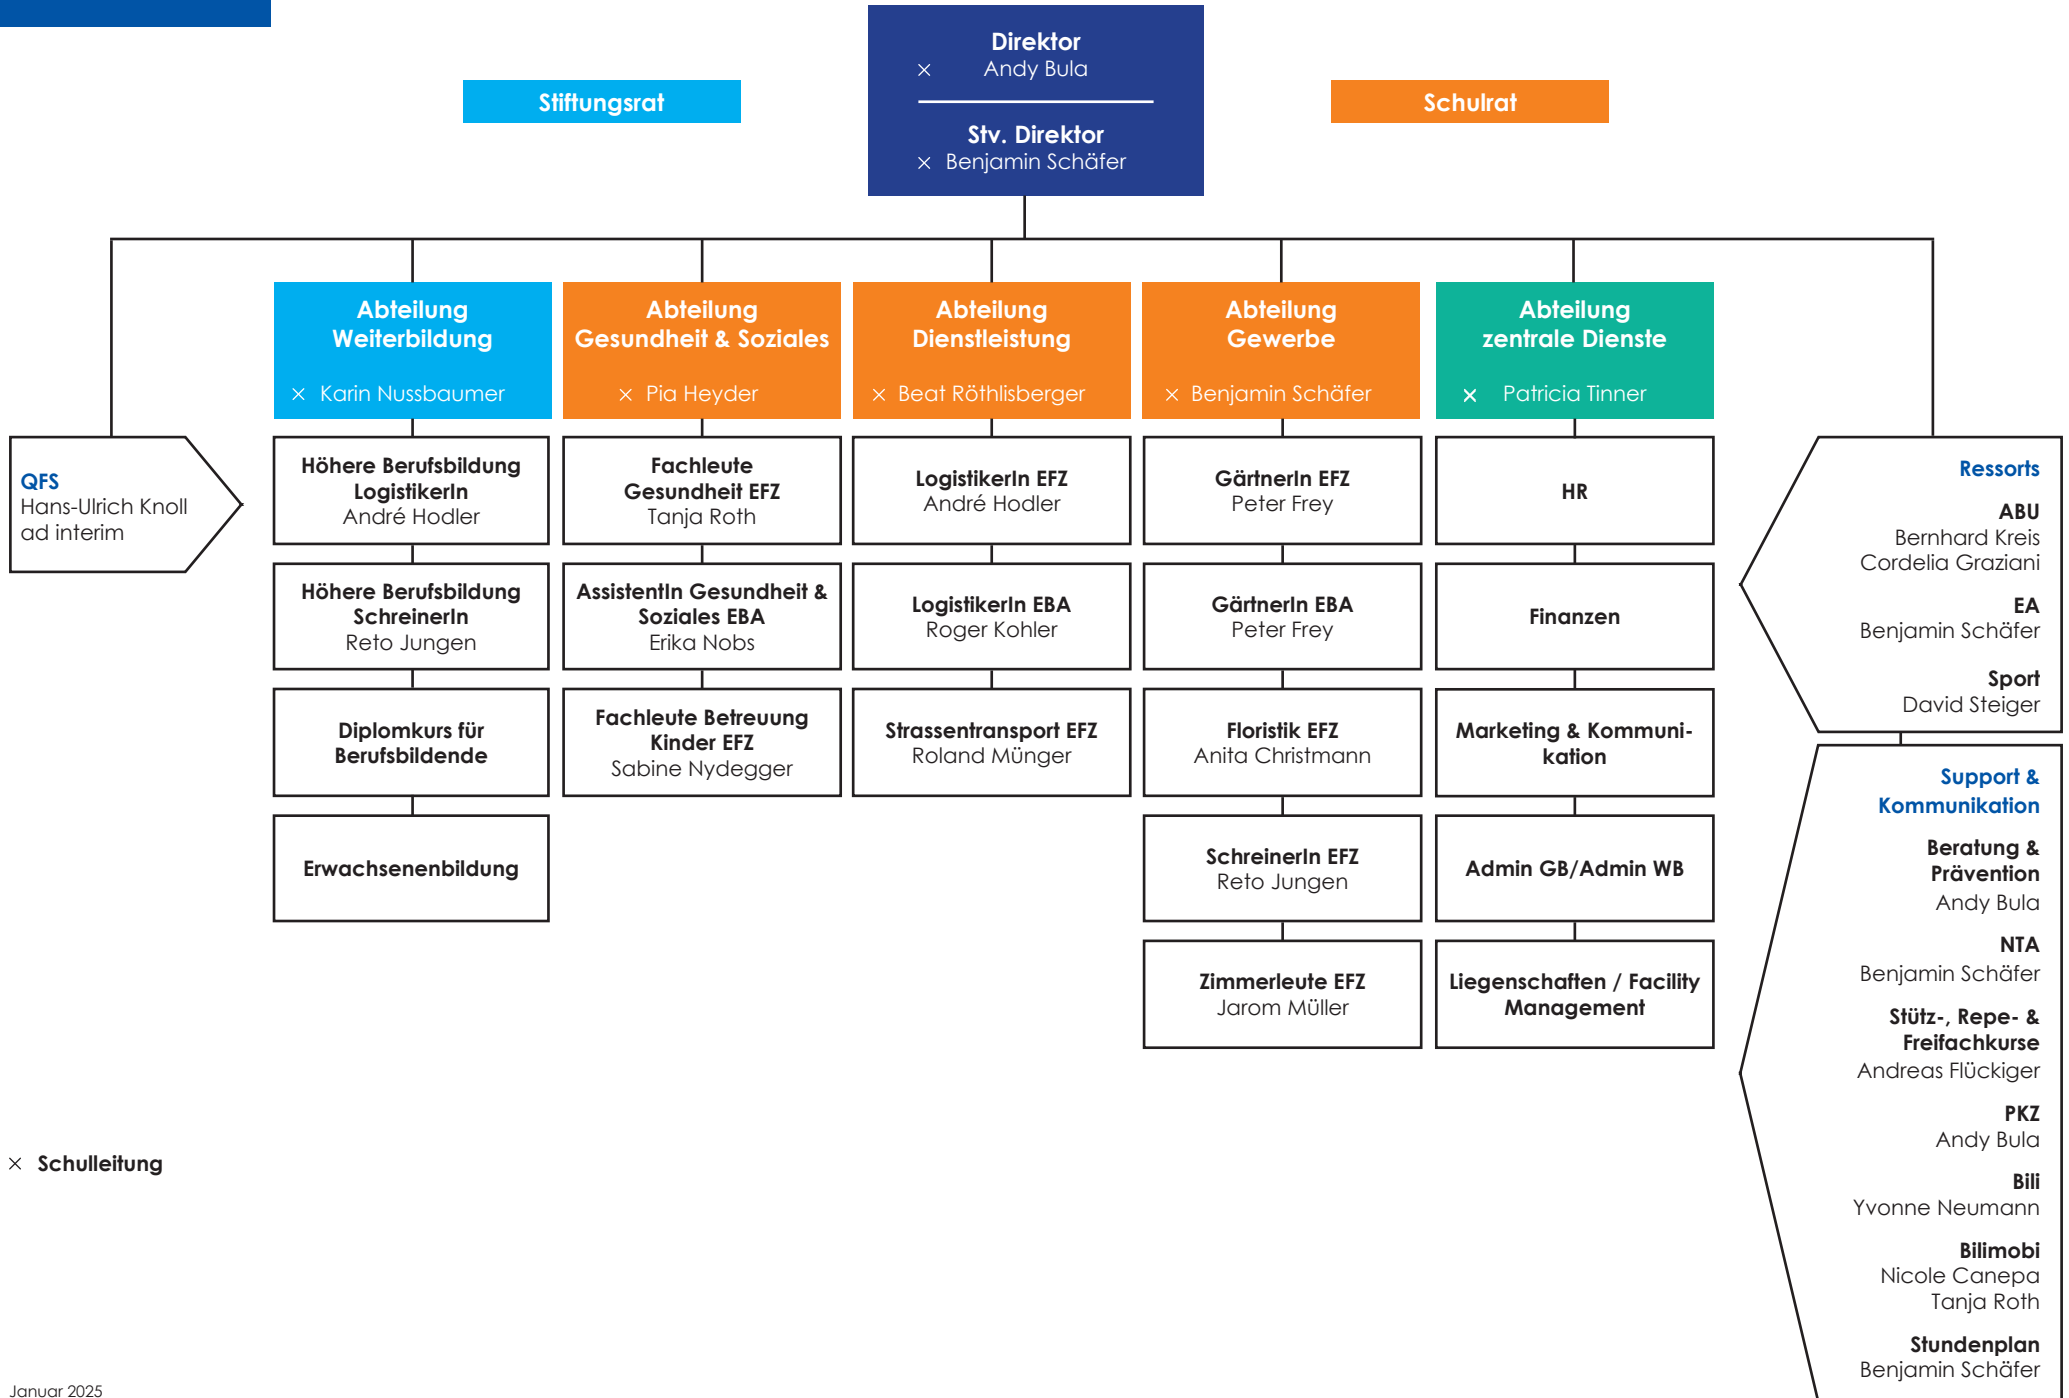 Direktor
× Andy Bula
Stv. Direktor
× Benjamin Schäfer
Stiftungsrat
Schulrat
Abteilung
Weiterbildung
× Karin Nussbaumer
Abteilung
Gesundheit & Soziales
× Pia Heyder
Abteilung
Dienstleistung
× Beat Röthlisberger
Abteilung
Gewerbe
× Benjamin Schäfer
Abteilung
zentrale Dienste
× Patricia Tinner
QFS
Hans-Ulrich Knoll
ad interim
Höhere Berufsbildung
LogistikerIn
André Hodler
Höhere Berufsbildung
SchreinerIn
Reto Jungen
Diplomkurs für
Berufsbildende
Erwachsenenbildung
Fachleute
Gesundheit EFZ
Tanja Roth
AssistentIn Gesundheit &
Soziales EBA
Erika Nobs
Fachleute Betreuung
Kinder EFZ
Sabine Nydegger
LogistikerIn EFZ
André Hodler
LogistikerIn EBA
Roger Kohler
Strassentransport EFZ
Roland Münger
GärtnerIn EFZ
Peter Frey
GärtnerIn EBA
Peter Frey
Floristik EFZ
Anita Christmann
SchreinerIn EFZ
Reto Jungen
Zimmerleute EFZ
Jarom Müller
HR
Finanzen
Marketing & Kommuni-
kation
Admin GB/Admin WB
Liegenschaften / Facility
Management
Ressorts
ABU
Bernhard Kreis
Cordelia Graziani
EA
Benjamin Schäfer
Sport
David Steiger
Support &
Kommunikation
Beratung &
Prävention
Andy Bula
NTA
Benjamin Schäfer
Stütz-, Repe- &
Freifachkurse
Andreas Flückiger
PKZ
Andy Bula
Bili
Yvonne Neumann
Bilimobi
Nicole Canepa
Tanja Roth
Stundenplan
Benjamin Schäfer
× Schulleitung
Januar 2025